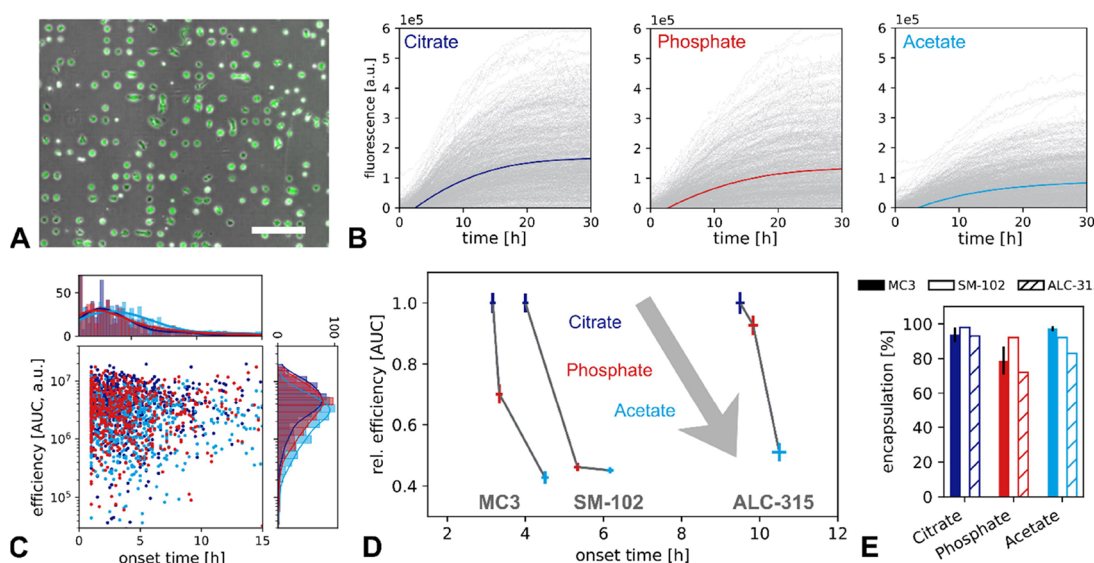 A
B
1e5
6
5
4
3
2
1
0
fluorescence [a.u.]
Citrate
0 10 20 30
time [h]
1e5
6
5
4
3
2
1
0
Phosphate
0 10 20 30
time [h]
1e5
6
5
4
3
2
1
0
Acetate
0 10 20 30
time [h]
C
50
0
0
100
10⁷
10⁶
10⁵
efficiency [AUC, a.u.]
0 5 10 15
onset time [h]
D
1.0
0.8
0.6
0.4
rel. efficiency [AUC]
Citrate
Phosphate
Acetate
MC3 SM-102 ALC-315
2 4 6 8 10 12
onset time [h]
E
MC3 SM-102 ALC-31
100
80
60
40
20
0
encapsulation [%]
Citrate
Phosphate
Acetate